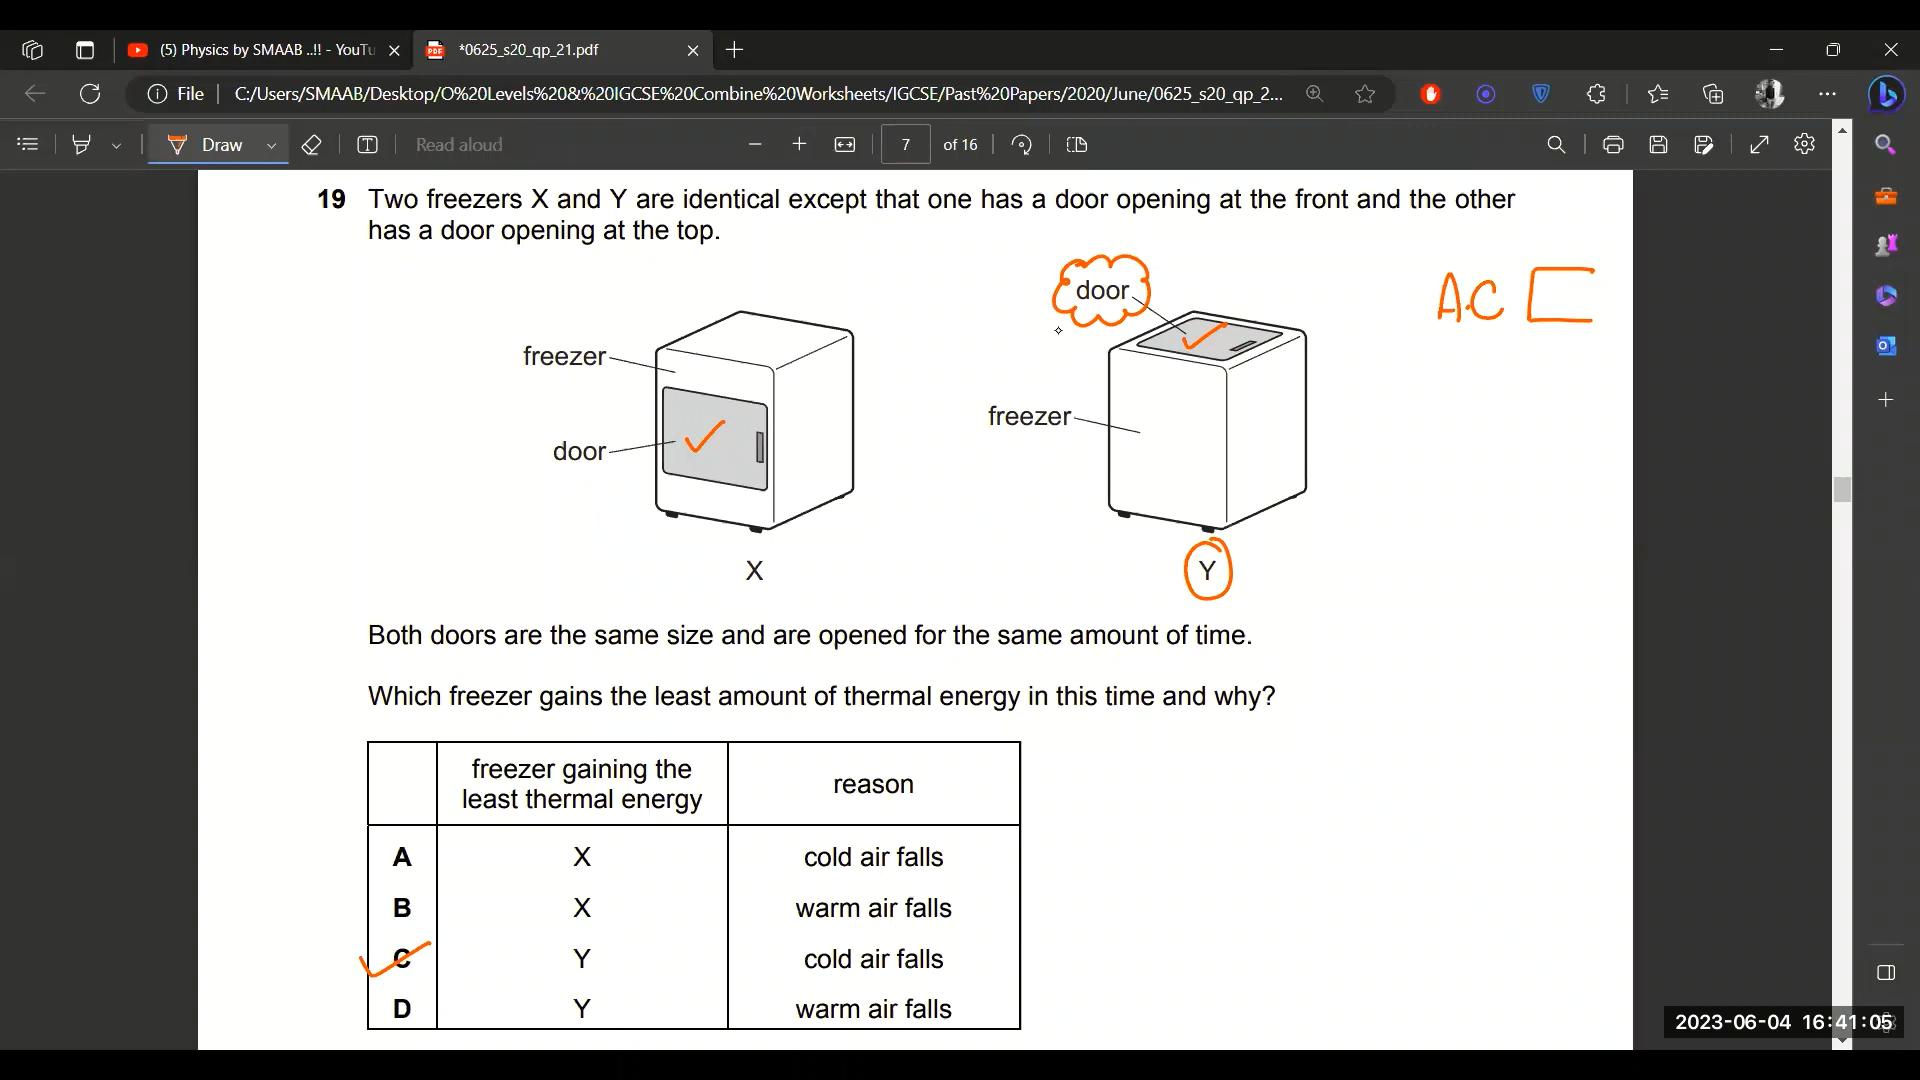 (5) Physics by SMAAB ..!! - YouTu
*0625_s20_qp_21.pdf
File
C:/Users/SMAAB/Desktop/O%20Levels%20&%20IGCSE%20Combine%20Worksheets/IGCSE/Past%20Papers/2020/June/0625_s20_qp_2...
Draw
Read aloud
7 of 16
19 Two freezers X and Y are identical except that one has a door opening at the front and the other
has a door opening at the top.
door
A.C
freezer
door
freezer
X
Y
Both doors are the same size and are opened for the same amount of time.
Which freezer gains the least amount of thermal energy in this time and why?
freezer gaining the
least thermal energy
reason
A X cold air falls
B X warm air falls
C Y cold air falls
D Y warm air falls
2023-06-04 16:41:05